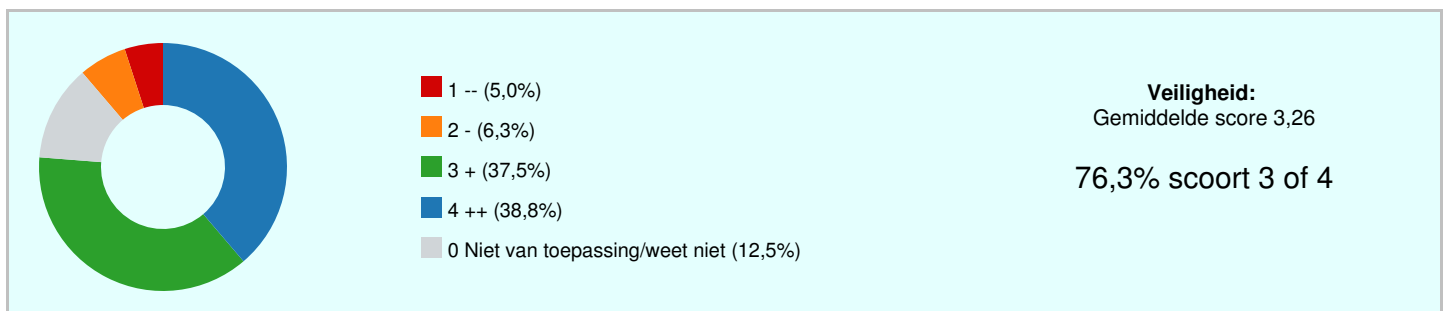 1 -- (5,0%)
2 - (6,3%)
3 + (37,5%)
4 ++ (38,8%)
0 Niet van toepassing/weet niet (12,5%)
Veiligheid:
Gemiddelde score 3,26
76,3% scoort 3 of 4